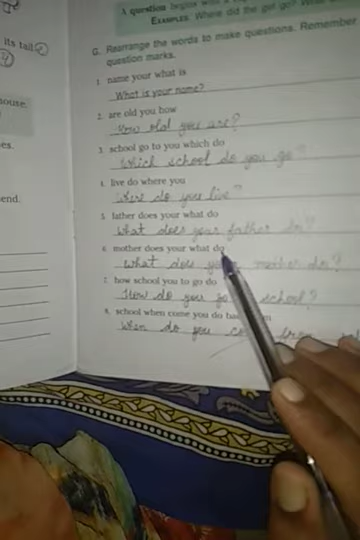 A question begins with a
EXAMPLES: Where did the girl go?
its tail
G. Rearrange the words to make questions. Remember
question marks.
1. name your what is
What is your name?
2. are old you how
How old you are?
3. school go to you which do
Which school do you go?
4. live do where you
Where do you live?
5. father does your what do
What does your father do?
6. mother does your what do
What does your mother do?
7. how school you to go do
How do you go school?
8. school when come you do
When do you from
ouse.
es.
end.